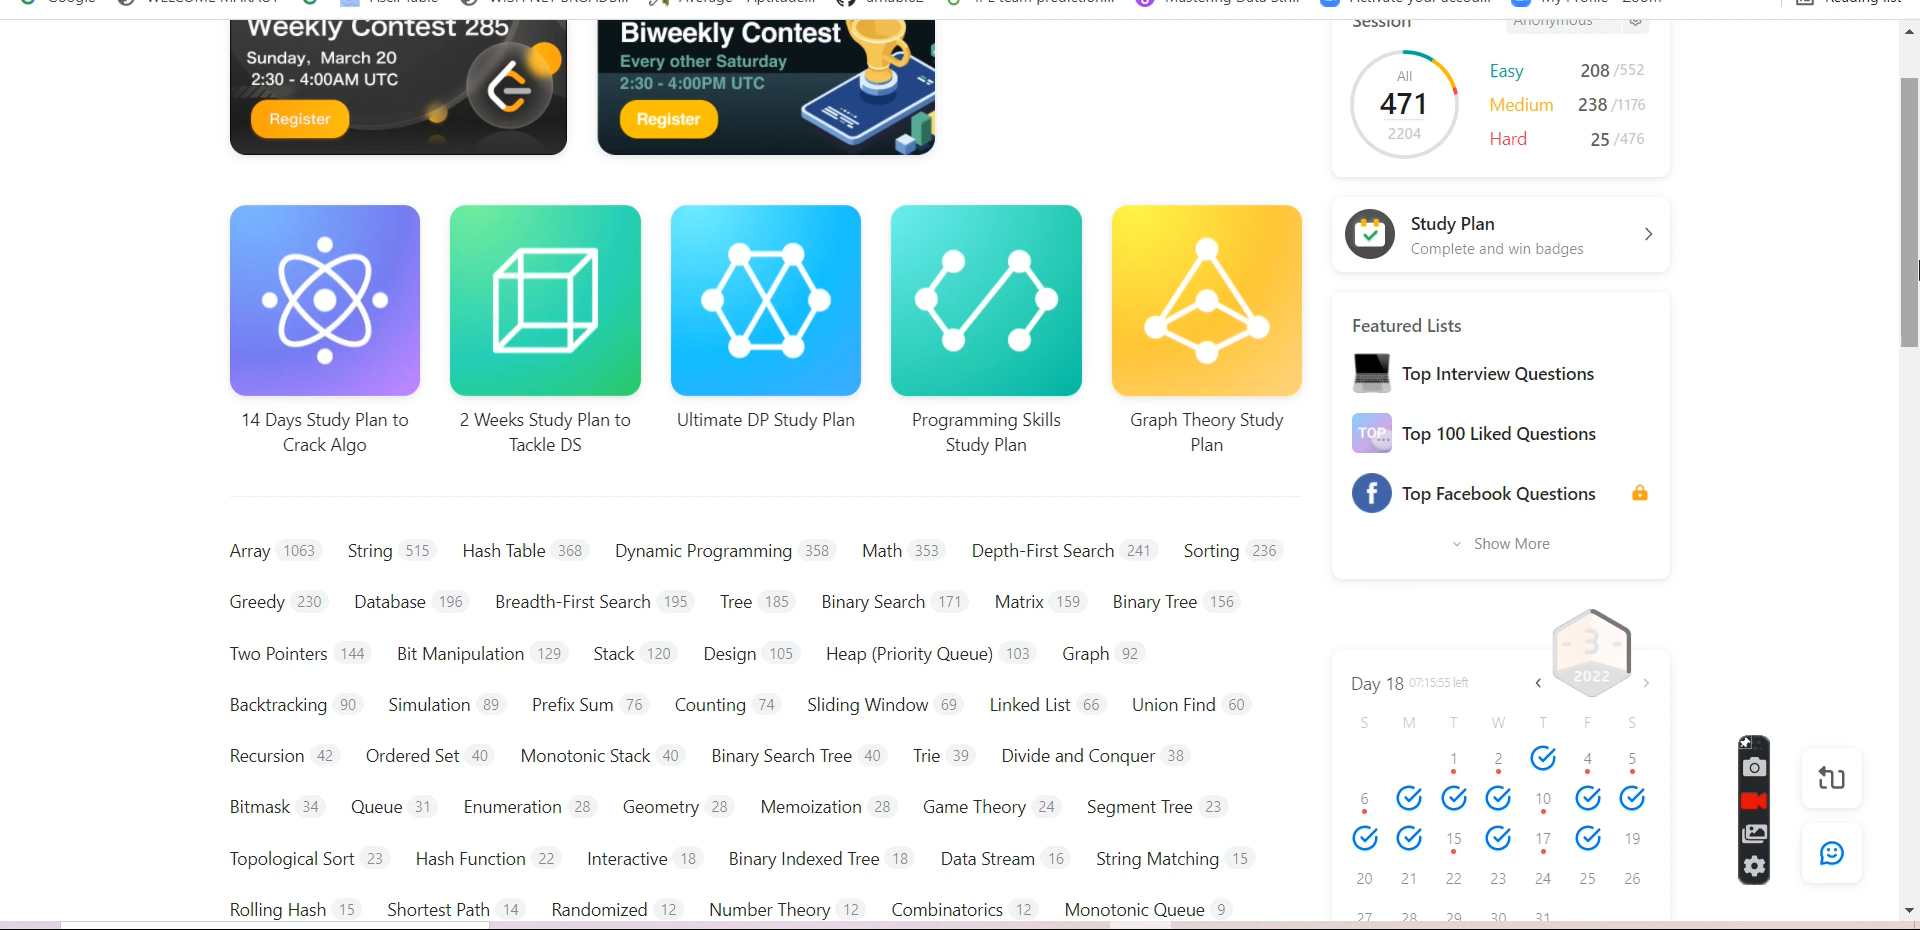 Google
Weekly Contest 285
Sunday, March 20
2:30 - 4:00AM UTC
Register
Biweekly Contest
Every other Saturday
2:30 - 4:00PM UTC
Register
Session
Anonymous
All
471
2204
Easy 208 /552
Medium 238 /1176
Hard 25 /476
14 Days Study Plan to
Crack Algo
2 Weeks Study Plan to
Tackle DS
Ultimate DP Study Plan
Programming Skills
Study Plan
Graph Theory Study
Plan
Study Plan
Complete and win badges
Featured Lists
Top Interview Questions
TOP...
Top 100 Liked Questions
f
Top Facebook Questions
Show More
Array 1063 String 515 Hash Table 368 Dynamic Programming 358 Math 353 Depth-First Search 241 Sorting 236
Greedy 230 Database 196 Breadth-First Search 195 Tree 185 Binary Search 171 Matrix 159 Binary Tree 156
Two Pointers 144 Bit Manipulation 129 Stack 120 Design 105 Heap (Priority Queue) 103 Graph 92
Backtracking 90 Simulation 89 Prefix Sum 76 Counting 74 Sliding Window 69 Linked List 66 Union Find 60
Recursion 42 Ordered Set 40 Monotonic Stack 40 Binary Search Tree 40 Trie 39 Divide and Conquer 38
Bitmask 34 Queue 31 Enumeration 28 Geometry 28 Memoization 28 Game Theory 24 Segment Tree 23
Topological Sort 23 Hash Function 22 Interactive 18 Binary Indexed Tree 18 Data Stream 16 String Matching 15
Rolling Hash 15 Shortest Path 14 Randomized 12 Number Theory 12 Combinatorics 12 Monotonic Queue 9
Day 18 07:15:55 left
3
2022
S M T W T F S
1 2 4 5
6 10
15 17 19
20 21 22 23 24 25 26
27 28 29 30 31